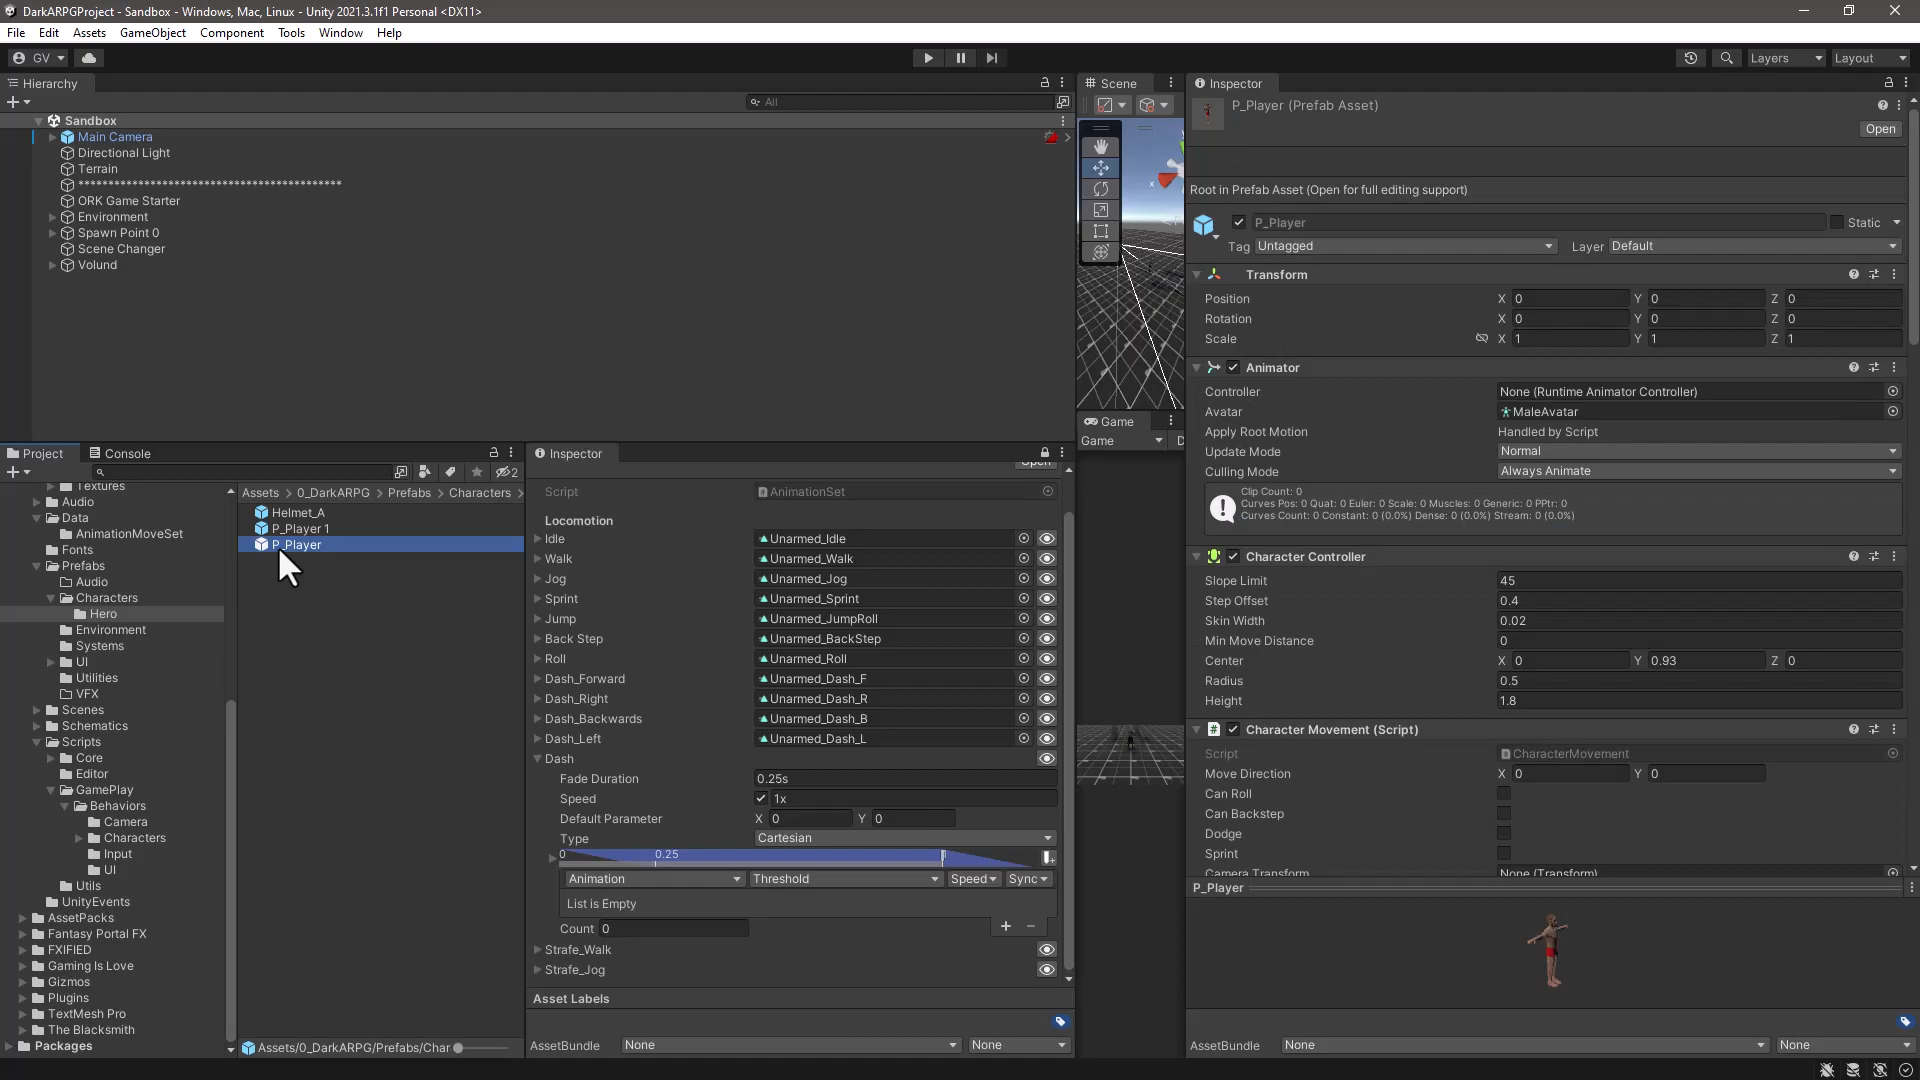 DarkARPGProject - Sandbox - Windows, Mac, Linux - Unity 2021.3.1f1 Personal <DX11>
File Edit Assets GameObject Component Tools Window Help
GV Layers Layout
Hierarchy
All
Sandbox
Main Camera
Directional Light
Terrain
********************************************
ORK Game Starter
Environment
Spawn Point 0
Scene Changer
Volund
Scene
Game
Game
Inspector
P_Player (Prefab Asset)
Open
Root in Prefab Asset (Open for full editing support)
P_Player Static
Tag Untagged Layer Default
Transform
Position X 0 Y 0 Z 0
Rotation X 0 Y 0 Z 0
Scale X 1 Y 1 Z 1
Animator
Controller None (Runtime Animator Controller)
Avatar MaleAvatar
Apply Root Motion Handled by Script
Update Mode Normal
Culling Mode Always Animate
Clip Count: 0
Curves Pos: 0 Quat: 0 Euler: 0 Scale: 0 Muscles: 0 Generic: 0 PPtr: 0
Curves Count: 0 Constant: 0 (0.0%) Dense: 0 (0.0%) Stream: 0 (0.0%)
Character Controller
Slope Limit 45
Step Offset 0.4
Skin Width 0.02
Min Move Distance 0
Center X 0 Y 0.93 Z 0
Radius 0.5
Height 1.8
Character Movement (Script)
Script CharacterMovement
Move Direction X 0 Y 0
Can Roll
Can Backstep
Dodge
Sprint
Camera Transform None (Transform)
P_Player
AssetBundle None None
Project Console
2
Textures
Audio
Data
AnimationMoveSet
Fonts
Prefabs
Audio
Characters
Hero
Environment
Systems
UI
Utilities
VFX
Scenes
Schematics
Scripts
Core
Editor
GamePlay
Behaviors
Camera
Characters
Input
UI
Utils
UnityEvents
AssetPacks
Fantasy Portal FX
FXIFIED
Gaming Is Love
Gizmos
Plugins
TextMesh Pro
The Blacksmith
Packages
Assets > 0_DarkARPG > Prefabs > Characters >
Helmet_A
P_Player 1
P_Player
Assets/0_DarkARPG/Prefabs/Char
Inspector
Open
Script AnimationSet
Locomotion
Idle Unarmed_Idle
Walk Unarmed_Walk
Jog Unarmed_Jog
Sprint Unarmed_Sprint
Jump Unarmed_JumpRoll
Back Step Unarmed_BackStep
Roll Unarmed_Roll
Dash_Forward Unarmed_Dash_F
Dash_Right Unarmed_Dash_R
Dash_Backwards Unarmed_Dash_B
Dash_Left Unarmed_Dash_L
Dash
Fade Duration 0.25s
Speed 1x
Default Parameter X 0 Y 0
Type Cartesian
0 0.25
Animation Threshold Speed Sync
List is Empty
Count 0
Strafe_Walk
Strafe_Jog
Asset Labels
AssetBundle None None